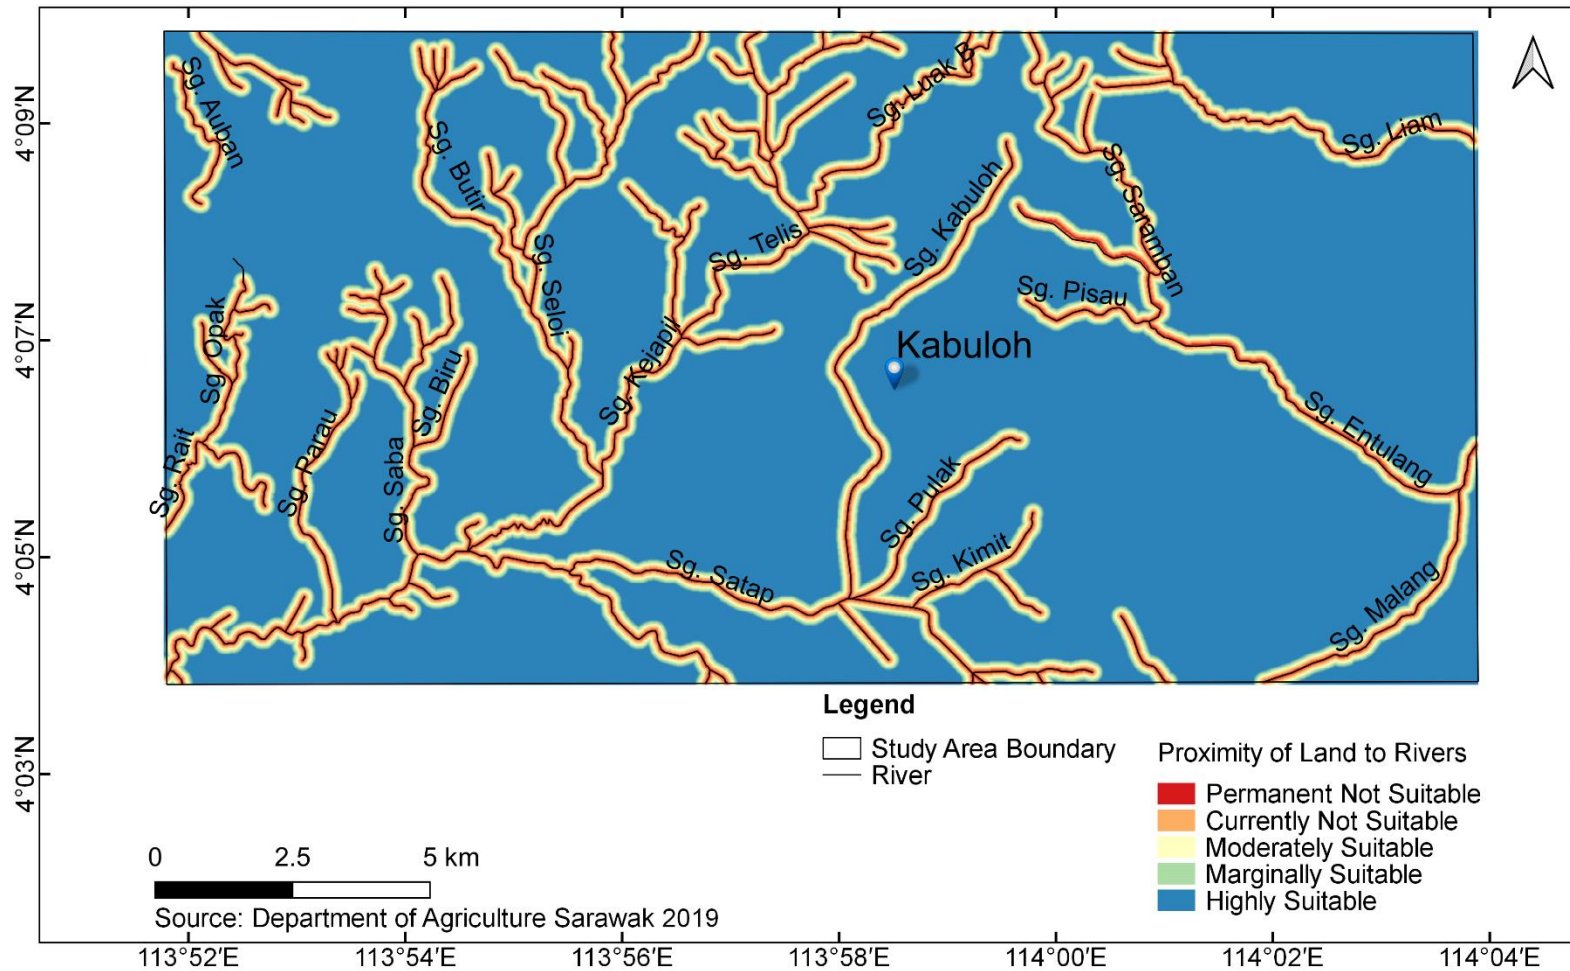 Sg. Auban
Sg. Butir
Sg. Luak B
Sg. Liam
Sg. Saramban
Sg. Kabuloh
Sg. Telis
Sg. Seloi
Sg. Pisau
Sg Opak
Sg. Kejapil
Kabuloh
Sg. Biru
Sg. Parau
Sg. Rait
Sg. Saba
Sg. Entulang
Sg. Pulak
Sg. Kimit
Sg. Satap
Sg. Malang
4°09'N
4°07'N
4°05'N
4°03'N
Legend
Study Area Boundary
River
Proximity of Land to Rivers
Permanent Not Suitable
Currently Not Suitable
Moderately Suitable
Marginally Suitable
Highly Suitable
0 2.5 5 km
Source: Department of Agriculture Sarawak 2019
113°52'E 113°54'E 113°56'E 113°58'E 114°00'E 114°02'E 114°04'E